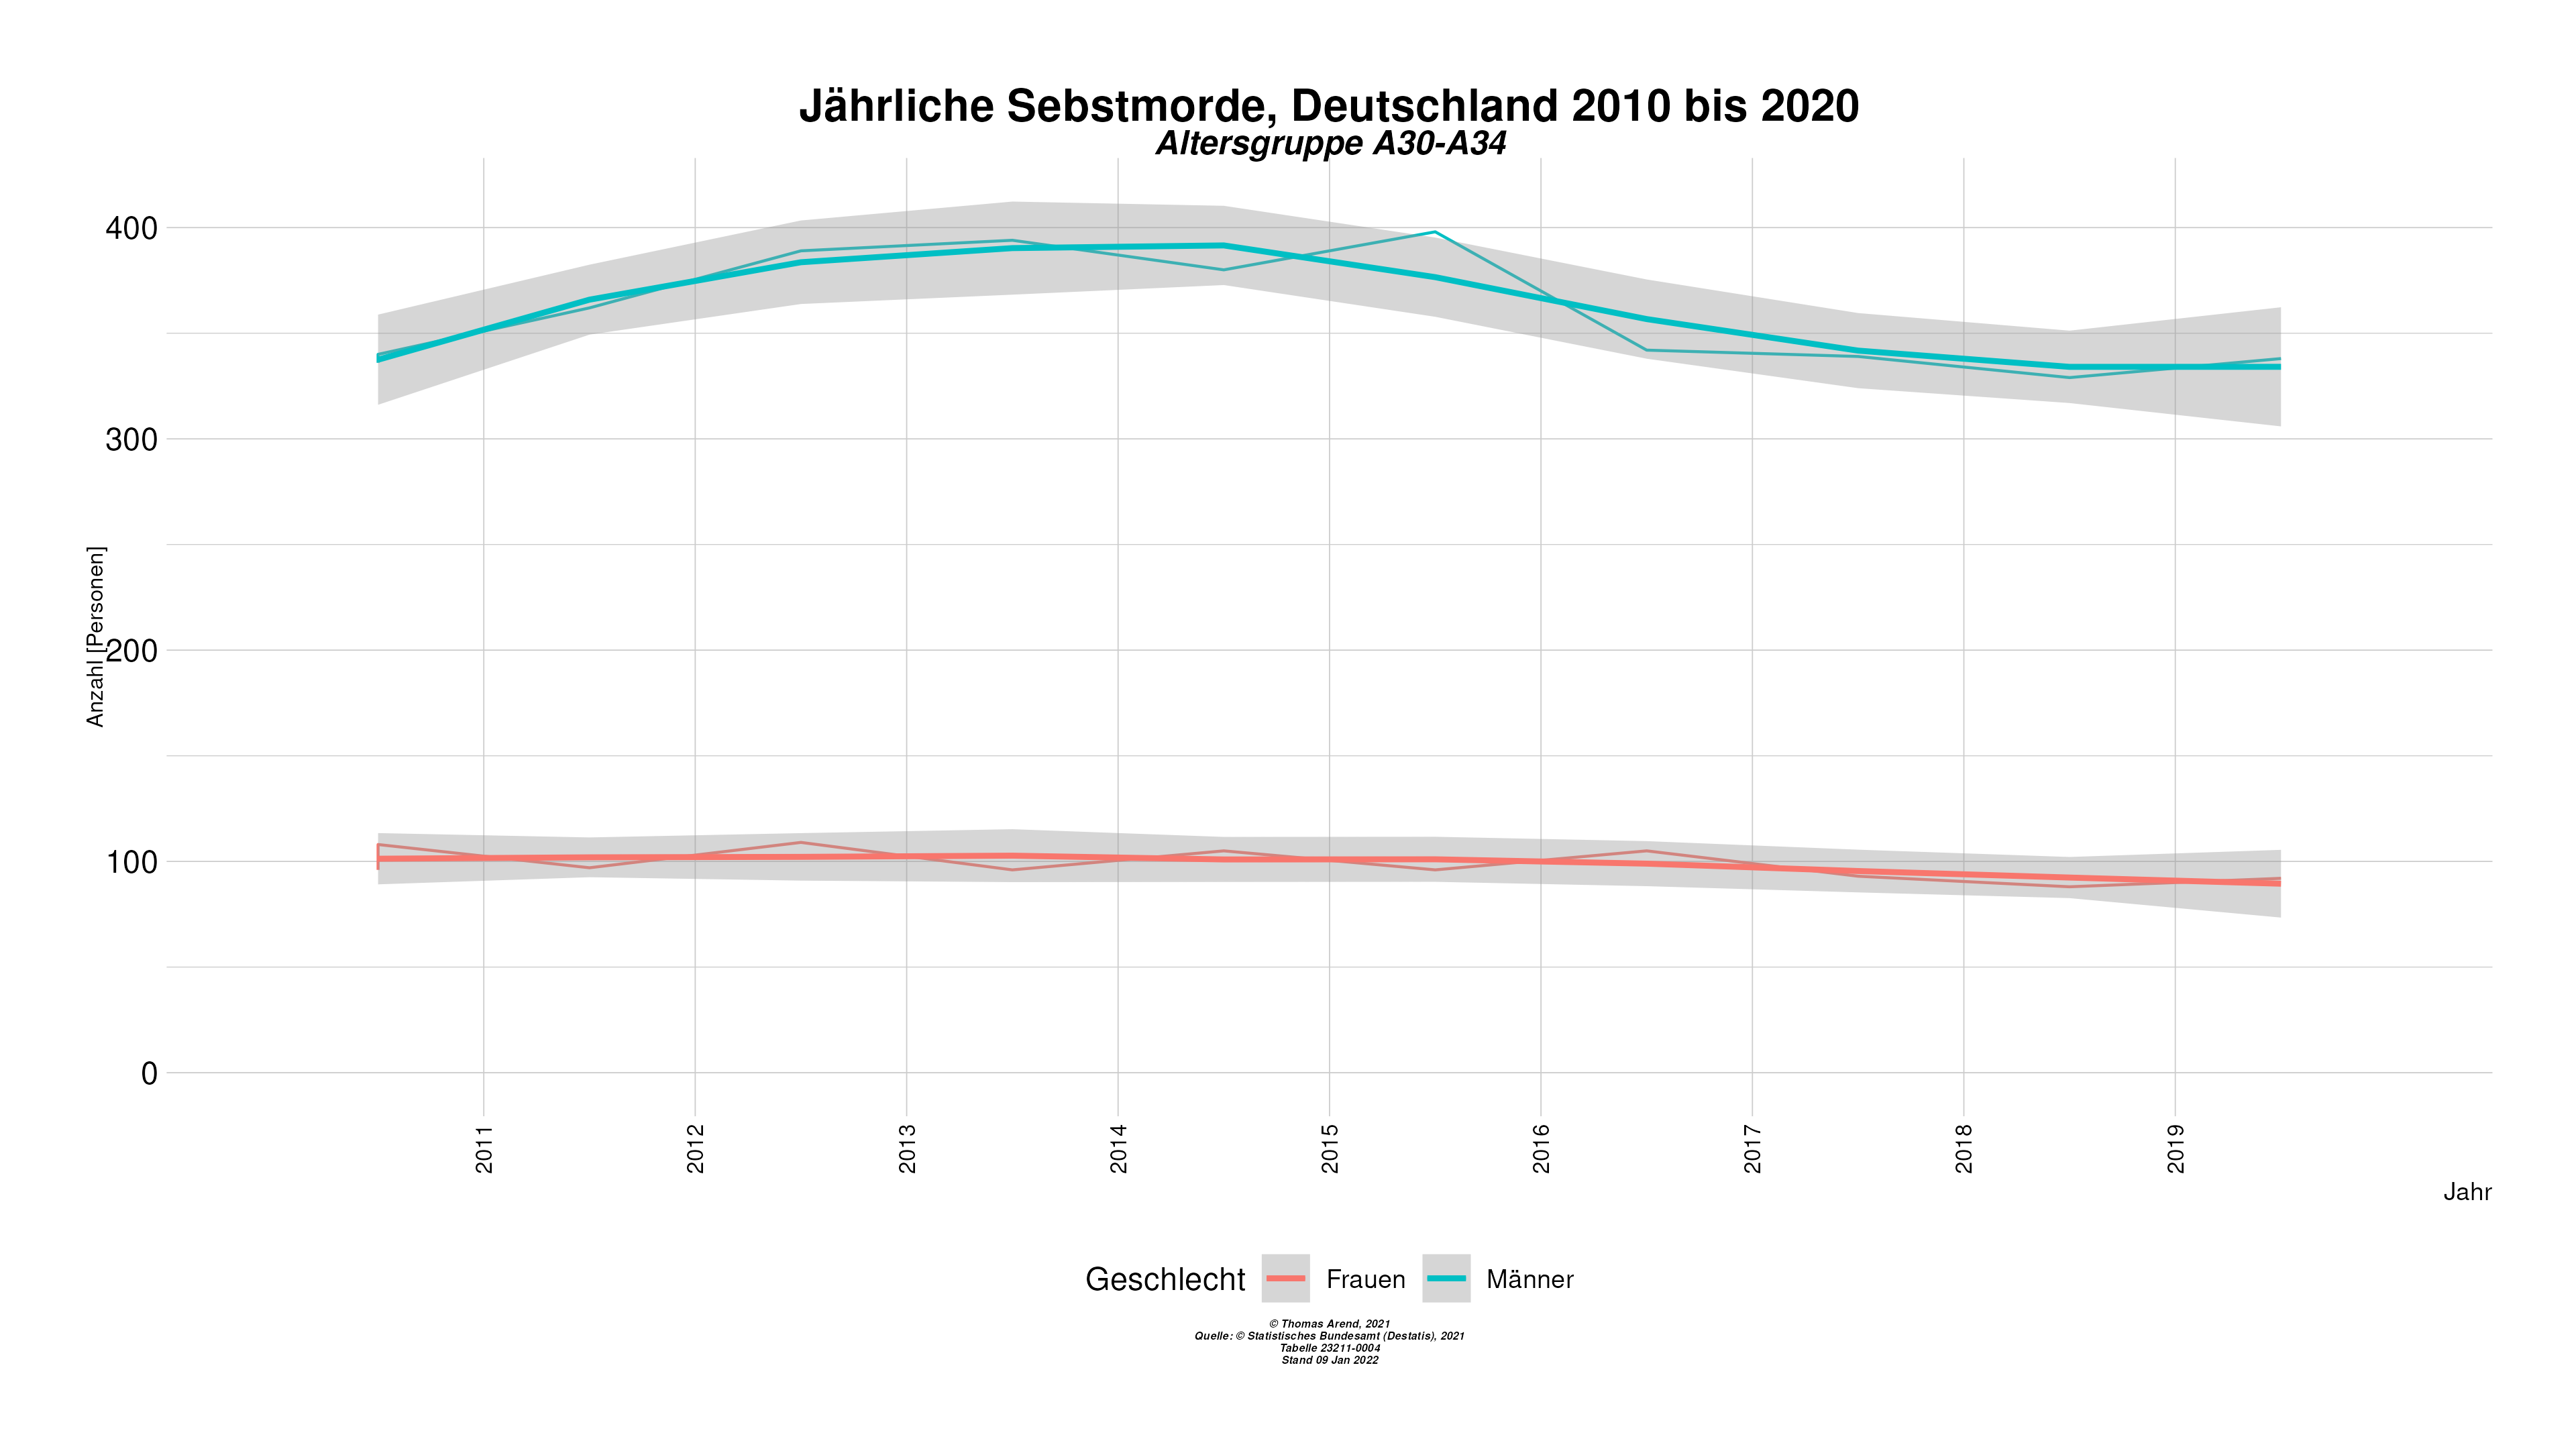 Jährliche Sebstmorde, Deutschland 2010 bis 2020
Altersgruppe A30-A34
Anzahl [Personen]
400
300
200
100
0
2011
2012
2013
2014
2015
2016
2017
2018
2019
Jahr
Geschlecht Frauen Männer
© Thomas Arend, 2021
Quelle: © Statistisches Bundesamt (Destatis), 2021
Tabelle 23211-0004
Stand 09 Jan 2022